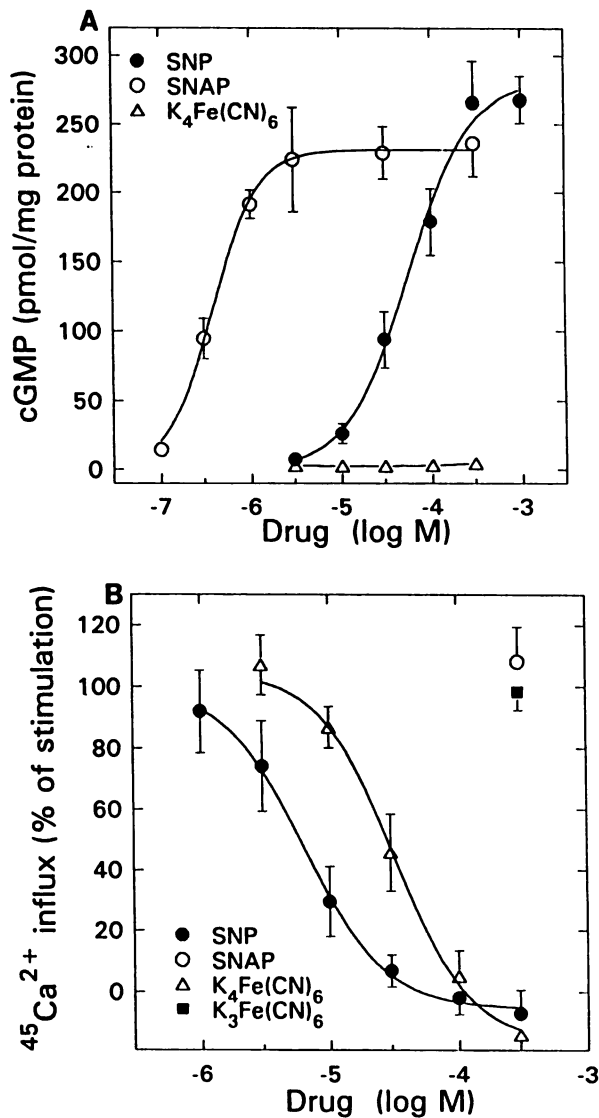 A
300
250
200
150
100
50
0
cGMP (pmol/mg protein)
● SNP
○ SNAP
△ K₄Fe(CN)₆
-7 -6 -5 -4 -3
Drug (log M)
B
120
100
80
60
40
20
0
⁴⁵Ca²⁺ influx (% of stimulation)
● SNP
○ SNAP
△ K₄Fe(CN)₆
■ K₃Fe(CN)₆
-6 -5 -4 -3
Drug (log M)